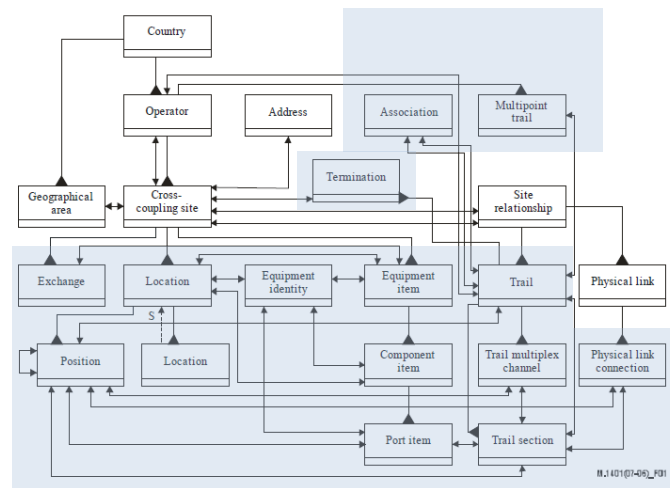 Country
Operator
Address
Association
Multipoint
trail
Termination
Geographical
area
Cross-
coupling site
Site
relationship
Exchange
Location
Equipment
identity
Equipment
item
Trail
Physical link
S
Position
Location
Component
item
Trail multiplex
channel
Physical link
connection
Port item
Trail section
M.1401(07-06)_F01